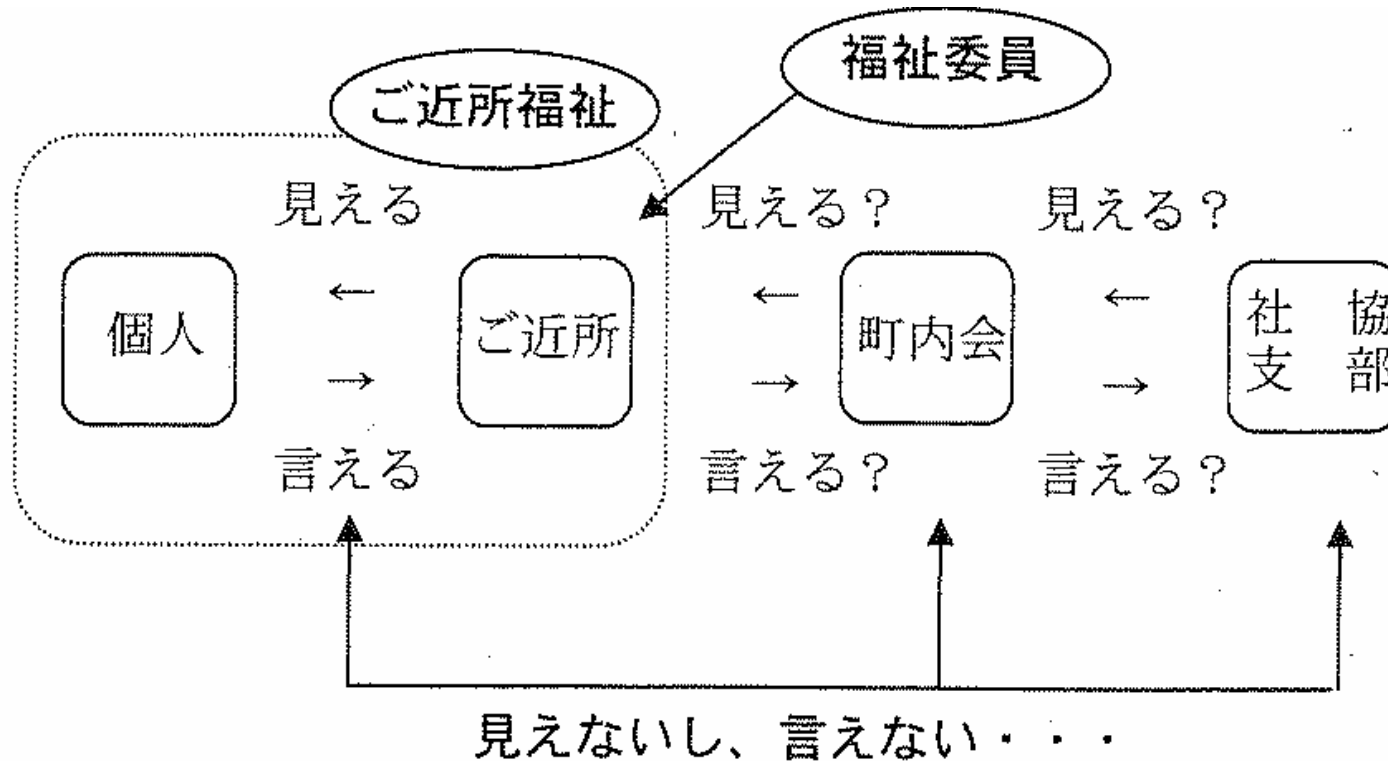 福祉委員
ご近所福祉
見える
見える？
見える？
←
←
←
個人
ご近所
町内会
社　協
支　部
→
→
→
言える
言える？
言える？
見えないし、言えない・・・